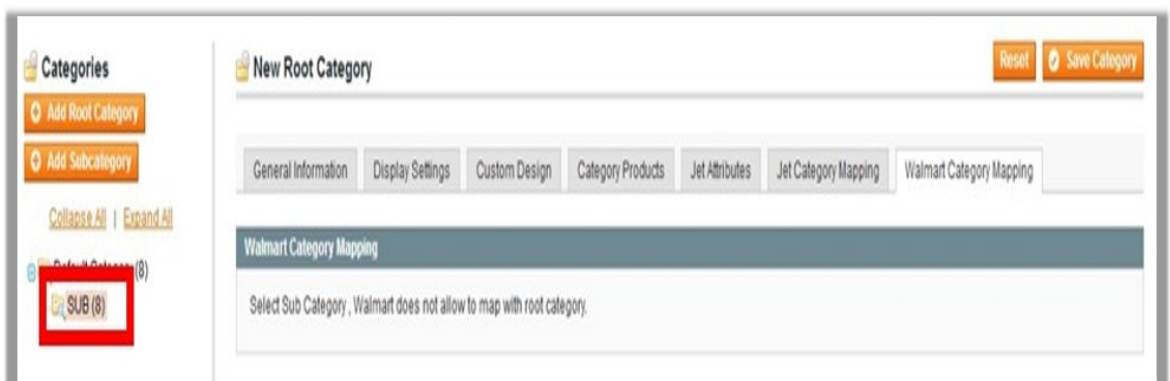 Categories
Add Root Category
Add Subcategory
Collapse All | Expand All
Default Category (8)
SUB (8)
New Root Category
Reset
Save Category
General Information
Display Settings
Custom Design
Category Products
Jet Attributes
Jet Category Mapping
Walmart Category Mapping
Walmart Category Mapping
Select Sub Category , Walmart does not allow to map with root category.